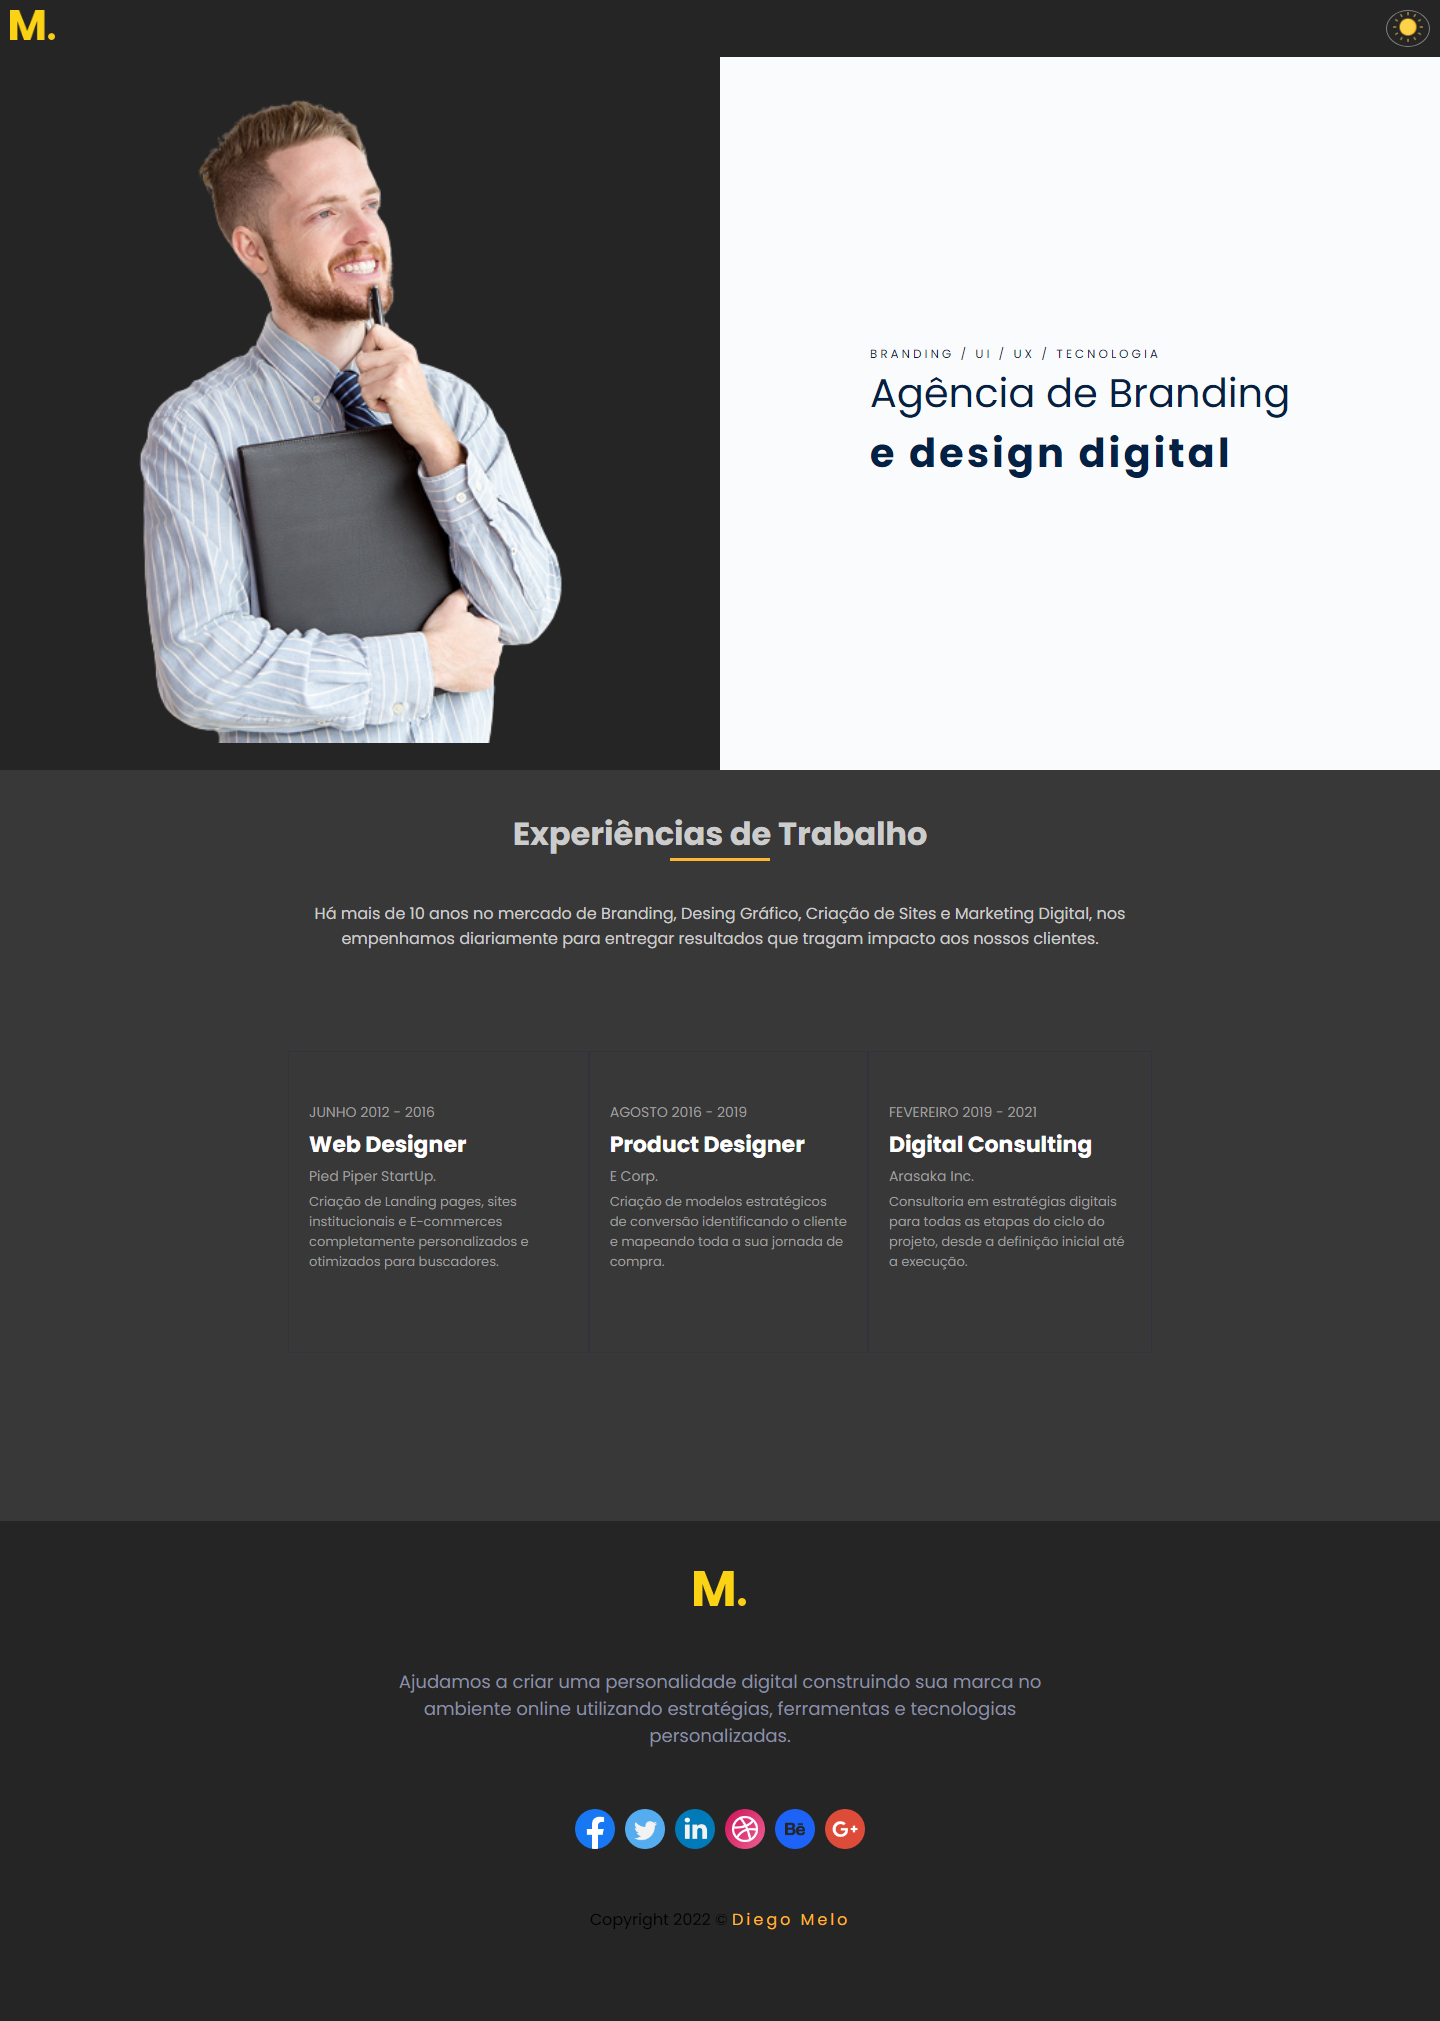 M.
BRANDING / UI / UX / TECNOLOGIA
Agência de Branding
e design digital
Experiências de Trabalho
Há mais de 10 anos no mercado de Branding, Desing Gráfico, Criação de Sites e Marketing Digital, nos
empenhamos diariamente para entregar resultados que tragam impacto aos nossos clientes.
JUNHO 2012 - 2016
Web Designer
Pied Piper StartUp.
Criação de Landing pages, sites
institucionais e E-commerces
completamente personalizados e
otimizados para buscadores.
AGOSTO 2016 - 2019
Product Designer
E Corp.
Criação de modelos estratégicos
de conversão identificando o cliente
e mapeando toda a sua jornada de
compra.
FEVEREIRO 2019 - 2021
Digital Consulting
Arasaka Inc.
Consultoria em estratégias digitais
para todas as etapas do ciclo do
projeto, desde a definição inicial até
a execução.
M.
Ajudamos a criar uma personalidade digital construindo sua marca no
ambiente online utilizando estratégias, ferramentas e tecnologias
personalizadas.
f in Bē G+
Copyright 2022 © Diego Melo